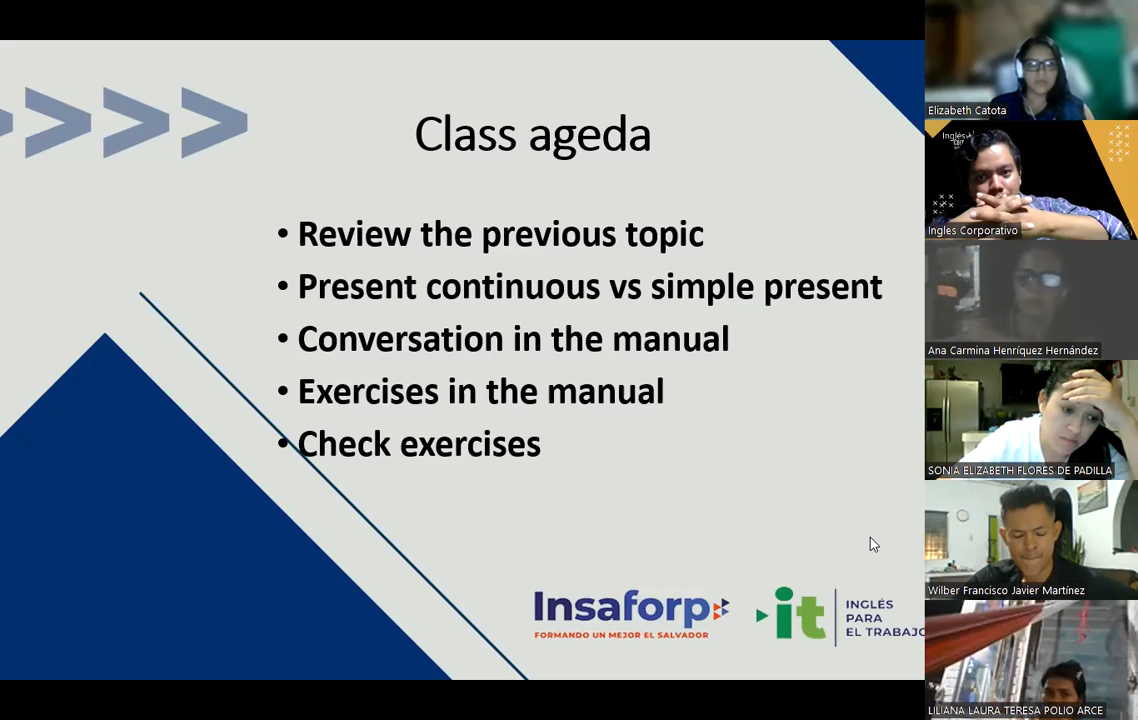 Class ageda
• Review the previous topic
• Present continuous vs simple present
• Conversation in the manual
• Exercises in the manual
• Check exercises
Insaforp
FORMANDO UN MEJOR EL SALVADOR
it
INGLÉS
PARA
EL TRABAJO
Elizabeth Catota
Inglés
Ingles Corporativo
Ana Carmina Henríquez Hernández
SONIA ELIZABETH FLORES DE PADILLA
Wilber Francisco Javier Martínez
LILIANA LAURA TERESA POLIO ARCE